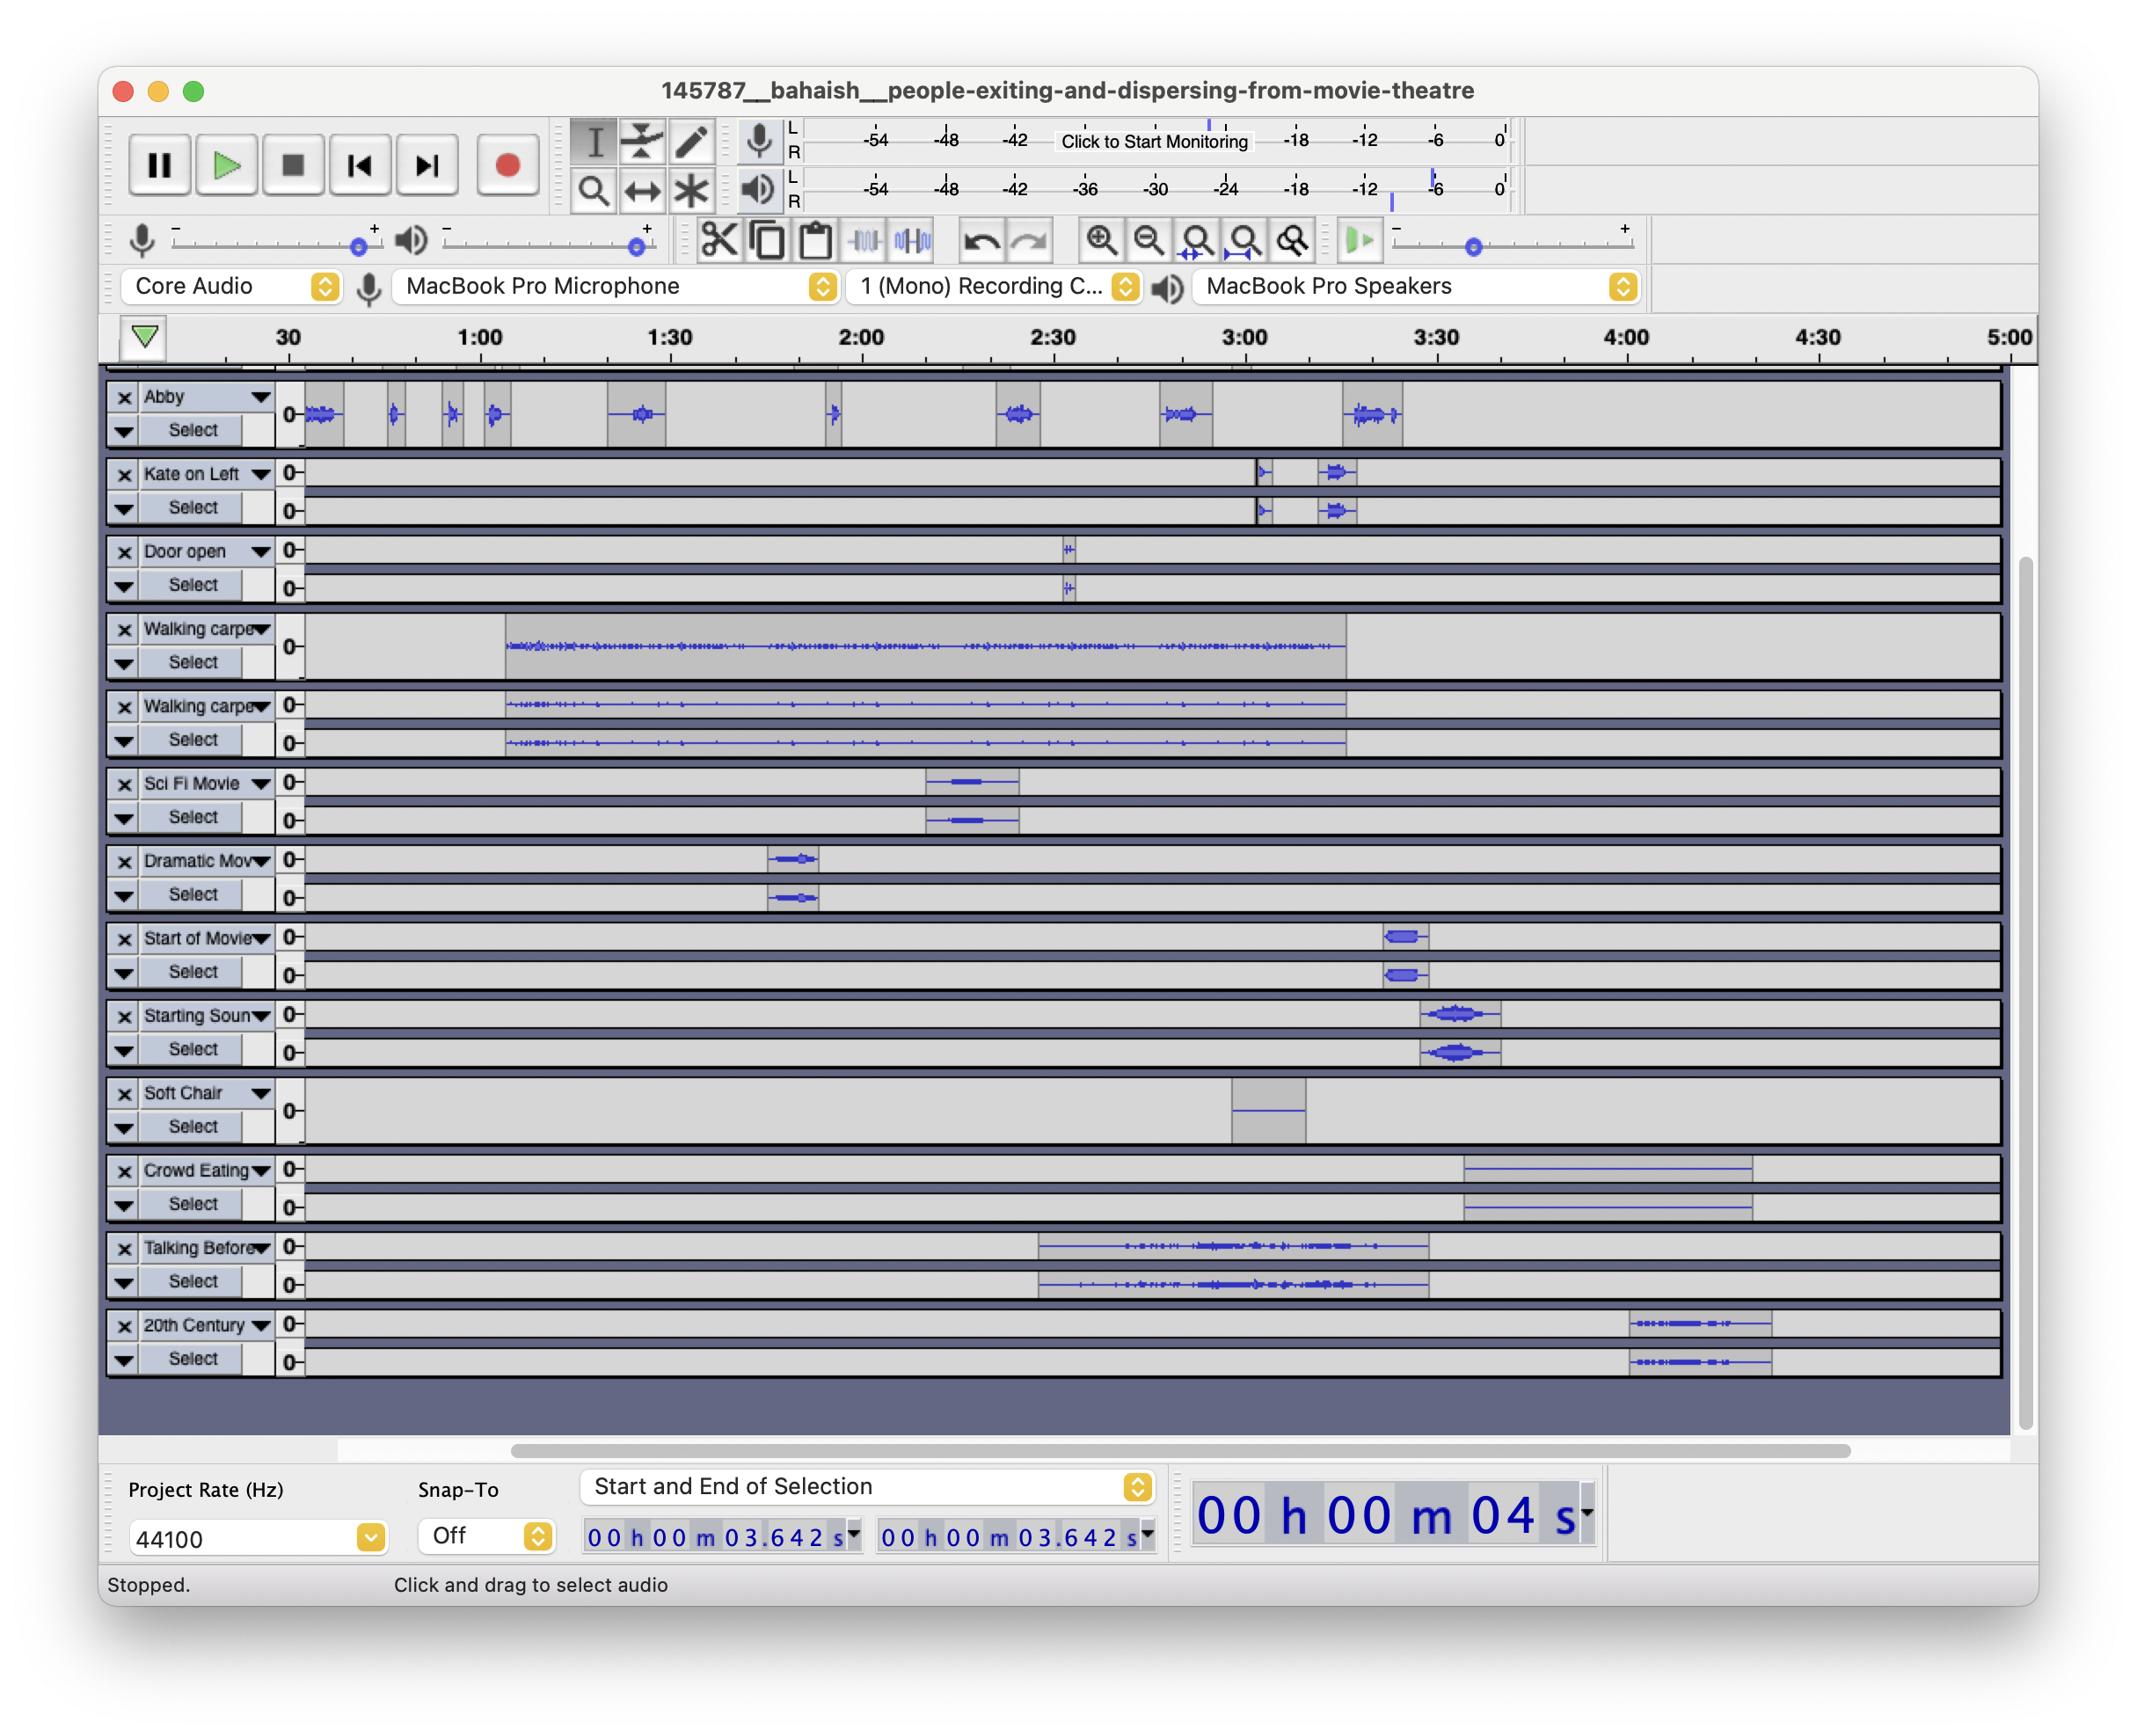 145787__bahaish__people-exiting-and-dispersing-from-movie-theatre
L
R
-54 -48 -42 Click to Start Monitoring -18 -12 -6 0
L
R
-54 -48 -42 -36 -30 -24 -18 -12 -6 0
- + - + - +
Core Audio MacBook Pro Microphone 1 (Mono) Recording C... MacBook Pro Speakers
30 1:00 1:30 2:00 2:30 3:00 3:30 4:00 4:30 5:00
Abby
Select
0
Kate on Left 0
Select 0
Door open 0
Select 0
Walking carpe
Select
0
Walking carpe 0
Select 0
Sci Fi Movie 0
Select 0
Dramatic Mov 0
Select 0
Start of Movie 0
Select 0
Starting Soun 0
Select 0
Soft Chair
Select
0
Crowd Eating 0
Select 0
Talking Before 0
Select 0
20th Century 0
Select 0
Project Rate (Hz) Snap-To Start and End of Selection
44100 Off 00 h 00 m 03.642 s 00 h 00 m 03.642 s 00 h 00 m 04 s
Stopped. Click and drag to select audio